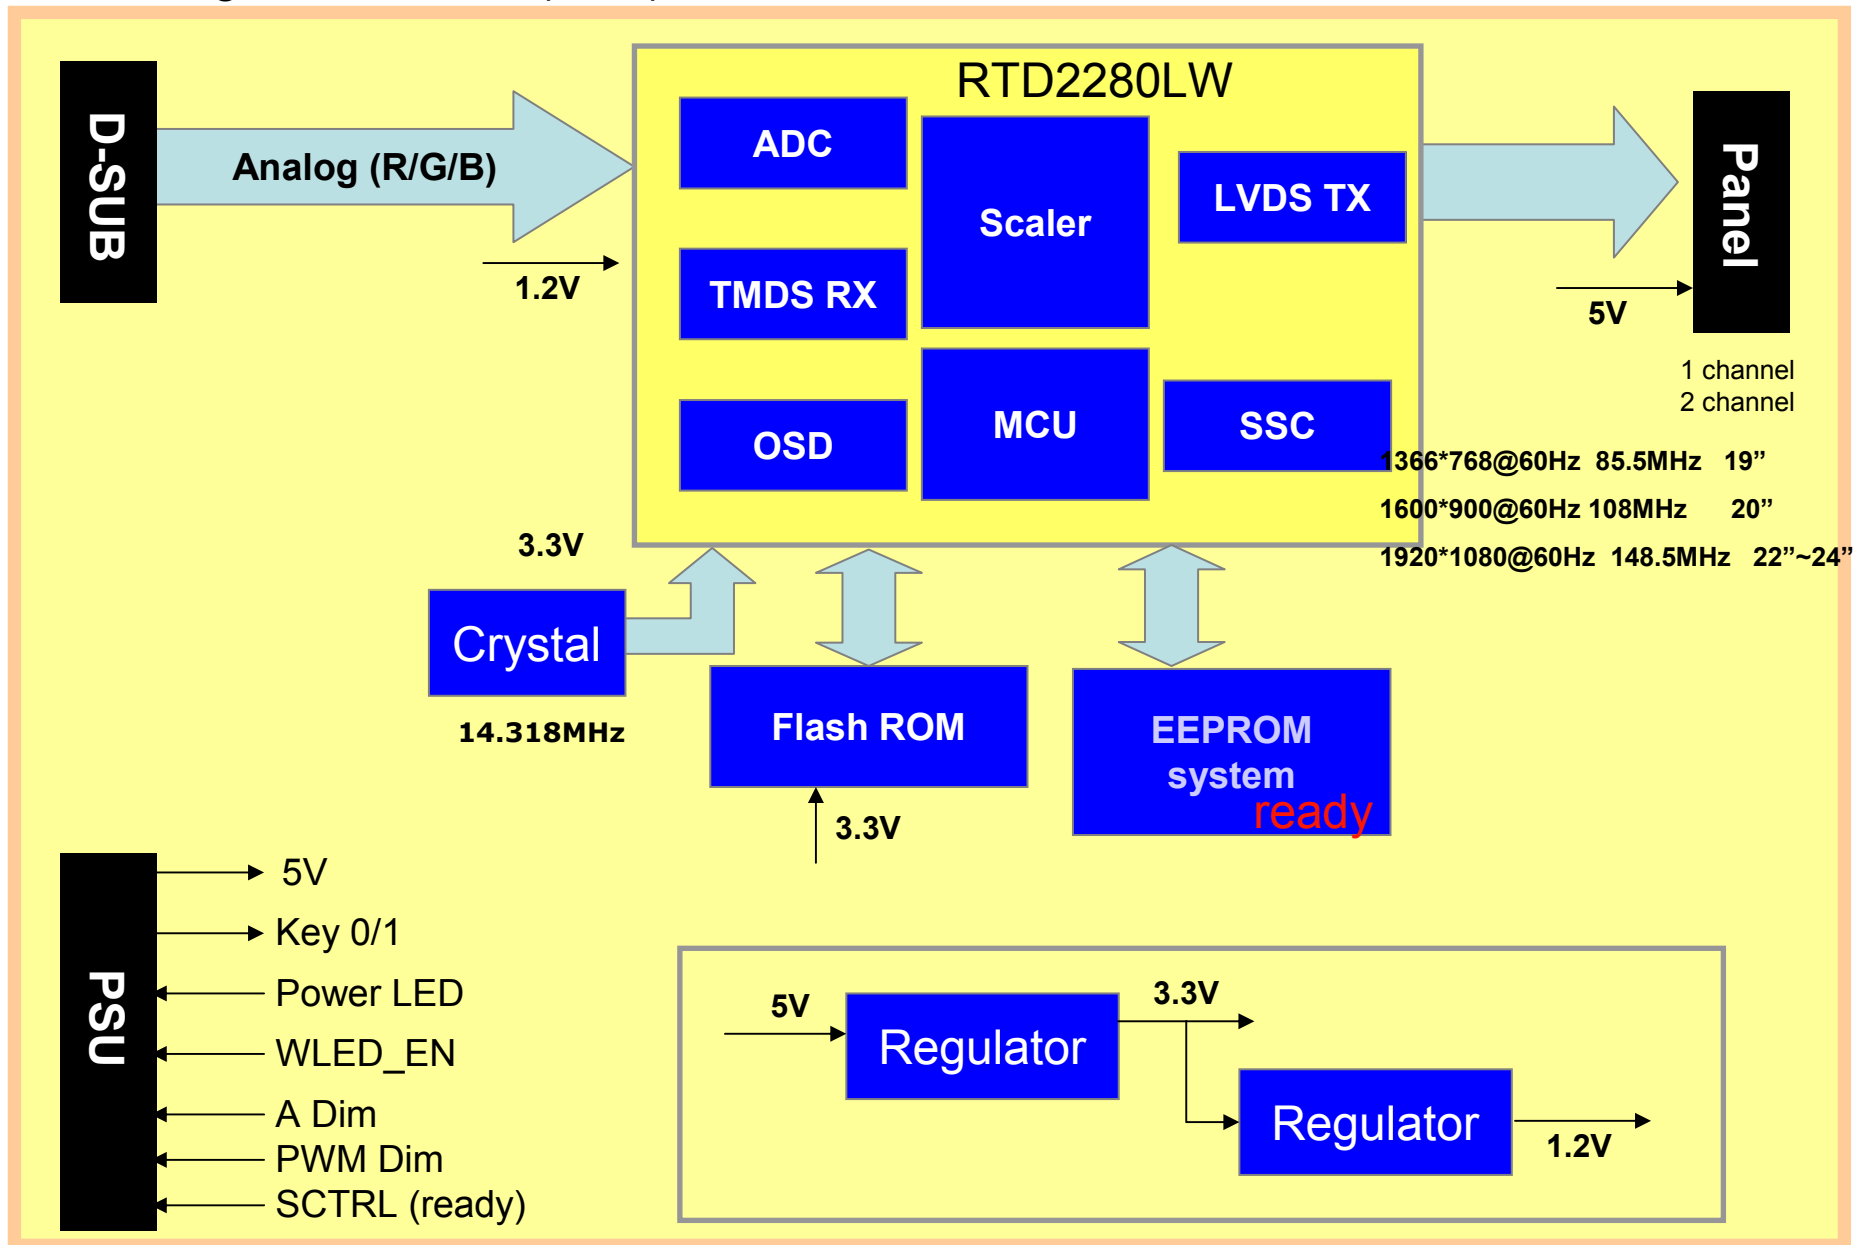 RTD2280LW
D-SUB
Analog (R/G/B)
1.2V
ADC
TMDS RX
OSD
Scaler
MCU
LVDS TX
SSC
Panel
5V
1 channel
2 channel
1366*768@60Hz 85.5MHz 19”
1600*900@60Hz 108MHz 20”
1920*1080@60Hz 148.5MHz 22”~24”
3.3V
Crystal
14.318MHz
Flash ROM
3.3V
EEPROM
system
ready
PSU
5V
Key 0/1
Power LED
WLED_EN
A Dim
PWM Dim
SCTRL (ready)
5V
Regulator
3.3V
Regulator
1.2V